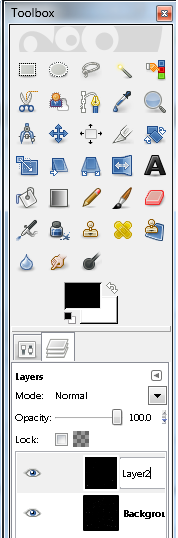 Toolbox
Layers
Mode: Normal
Opacity: 100.0
Lock:
Layer2
Backgrou